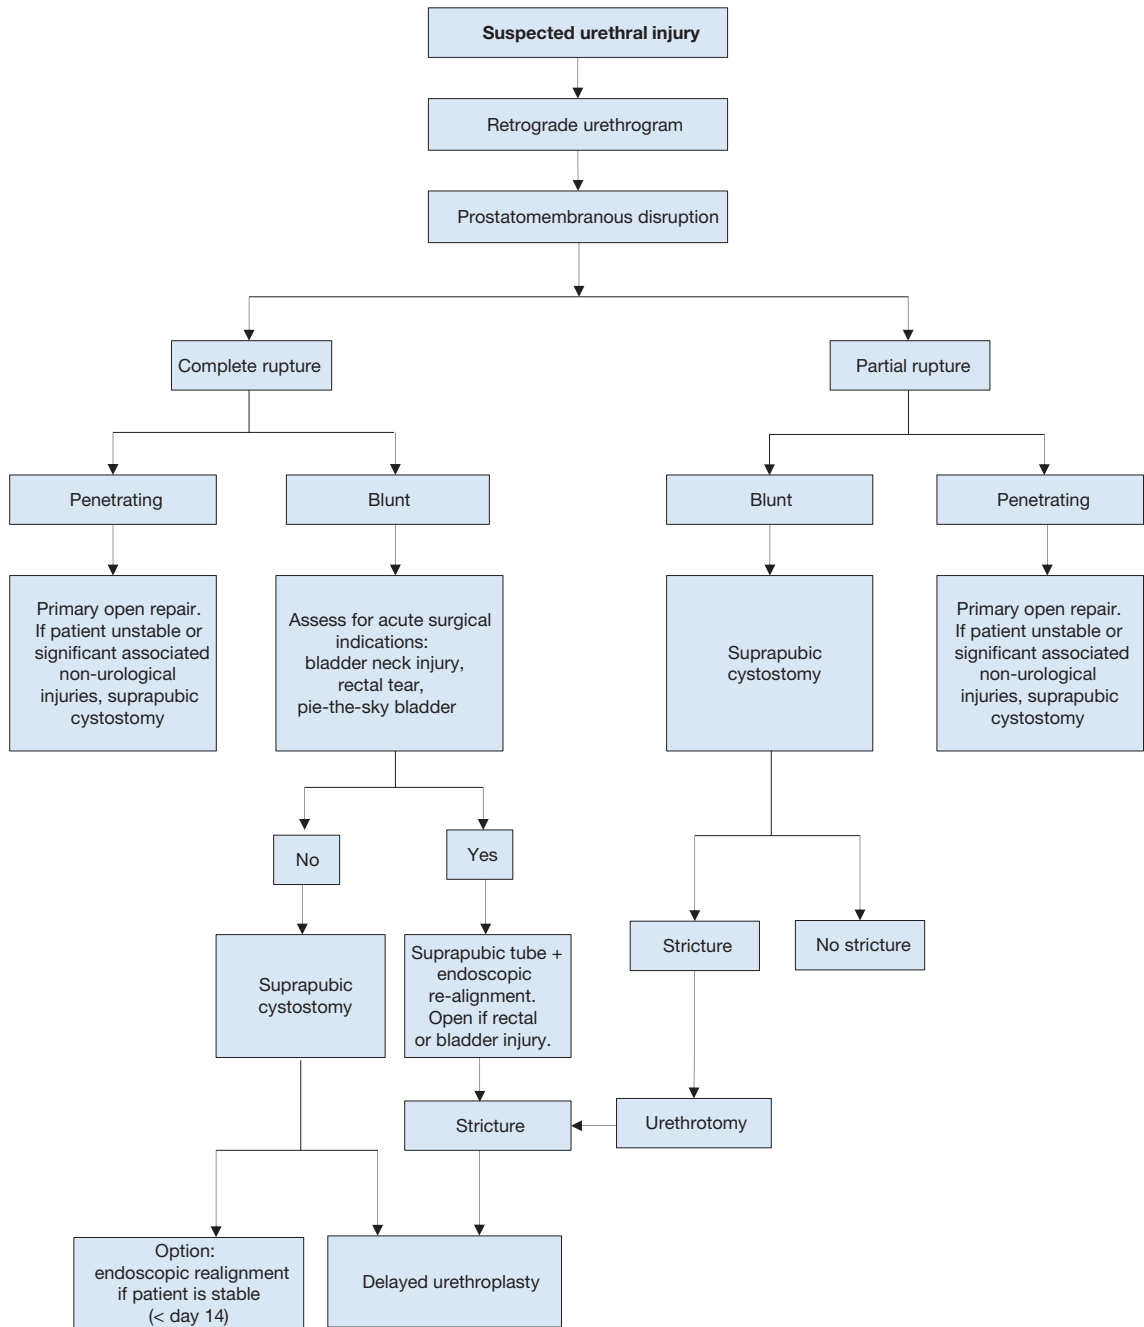 Suspected urethral injury
Retrograde urethrogram
Prostatomembranous disruption
Complete rupture
Partial rupture
Penetrating
Blunt
Blunt
Penetrating
Primary open repair.
If patient unstable or
significant associated
non-urological
injuries, suprapubic
cystostomy
Assess for acute surgical
indications:
bladder neck injury,
rectal tear,
pie-the-sky bladder
Suprapubic
cystostomy
Primary open repair.
If patient unstable or
significant associated
non-urological
injuries, suprapubic
cystostomy
No
Yes
Stricture
No stricture
Suprapubic
cystostomy
Suprapubic tube +
endoscopic
re-alignment.
Open if rectal
or bladder injury.
Stricture
Urethrotomy
Option:
endoscopic realignment
if patient is stable
(< day 14)
Delayed urethroplasty